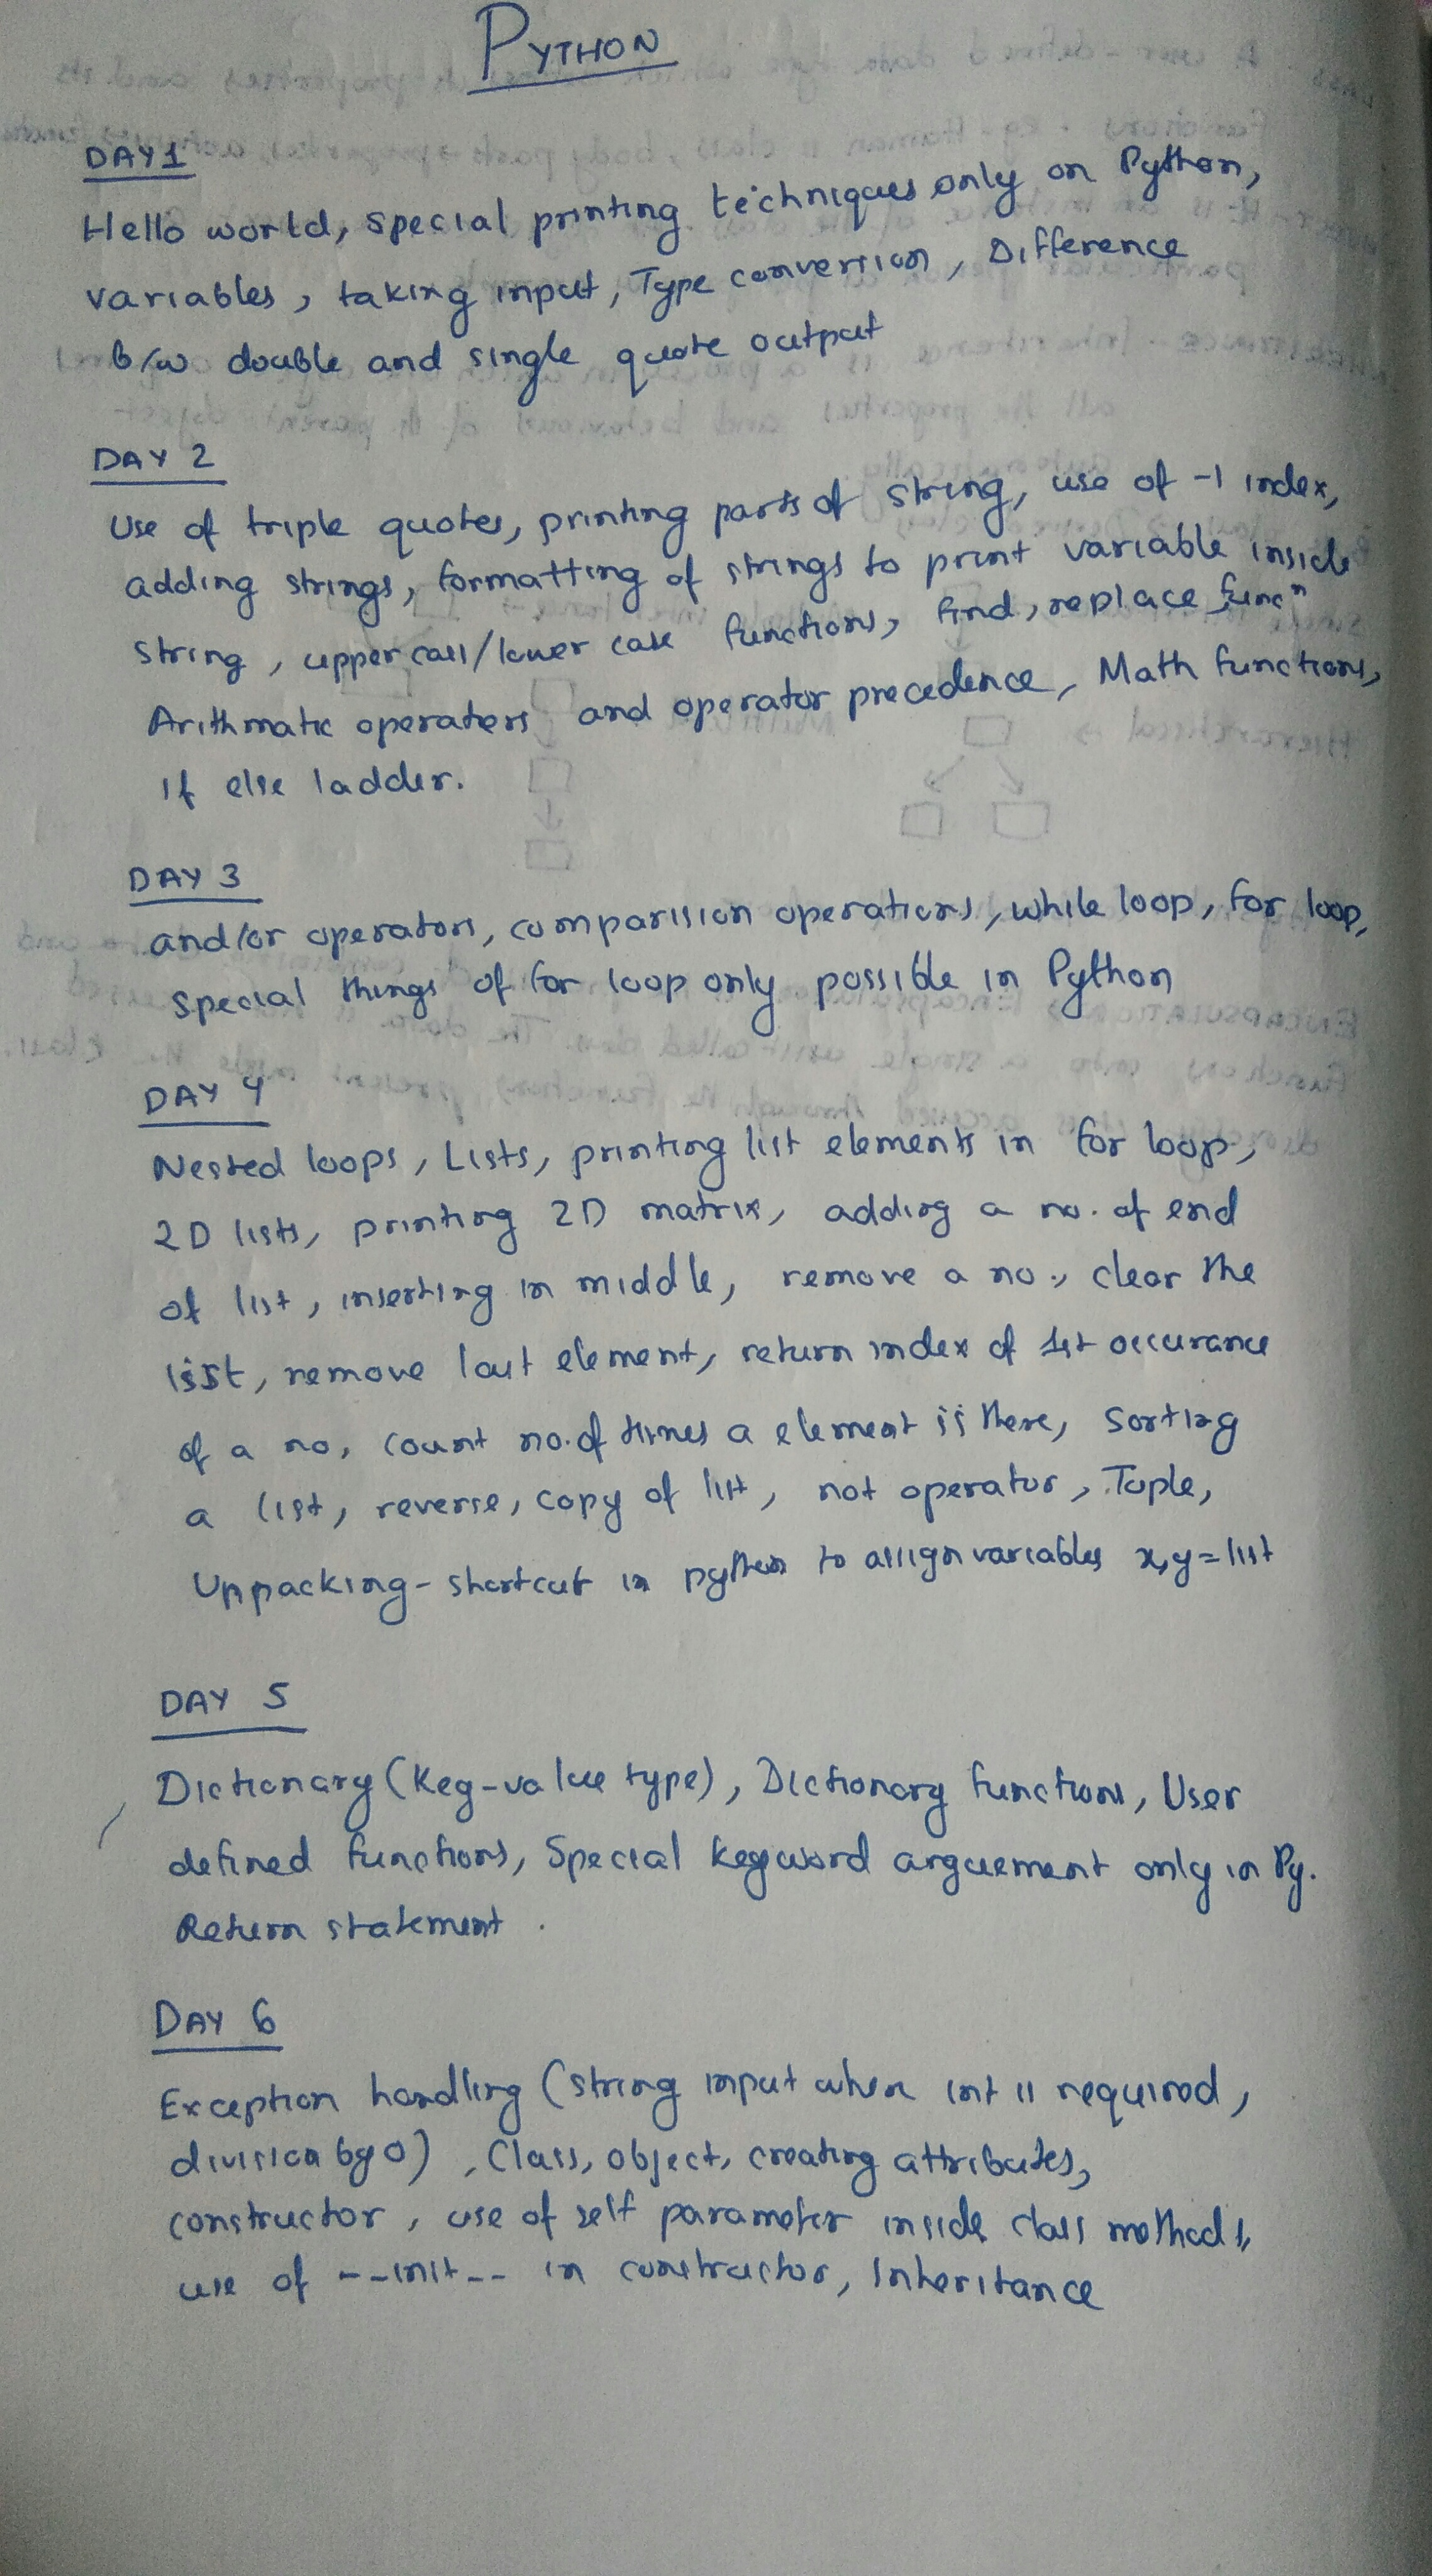 PYTHON
DAY1
Hello world, special printing techniques only on Python,
variables, taking input, Type conversion, Difference
b/w double and single quote output
DAY 2
Use of triple quotes, printing parts of string, use of -1 index,
adding strings, formatting of strings to print variable inside
string, upper case/lower case functions, find, replace funcⁿ
Arithmatic operators and operator precedence, Math functions,
if else ladder.
DAY 3
and/or operators, comparision operations, while loop, for loop,
special things of for loop only possible in Python
DAY 4
Nested loops, Lists, printing list elements in for loop,
2D lists, printing 2D matrix, adding a no. of end
of list, inserting in middle, remove a no., clear the
list, remove last element, return index of 1st occurance
of a no, count no. of times a element is there, sorting
a list, reverse, copy of list, not operator, Tuple,
Unpacking - shortcut in python to assign variables x,y=list
DAY 5
Dictionary (Key-value type), Dictionary functions, User
defined functions, Special keyword arguement only in Py.
Return statement.
DAY 6
Exception handling (string input when int is required,
division by 0), Class, object, creating attributes,
constructor, use of self parameter inside class methods,
use of __init__ in constructor, Inheritance